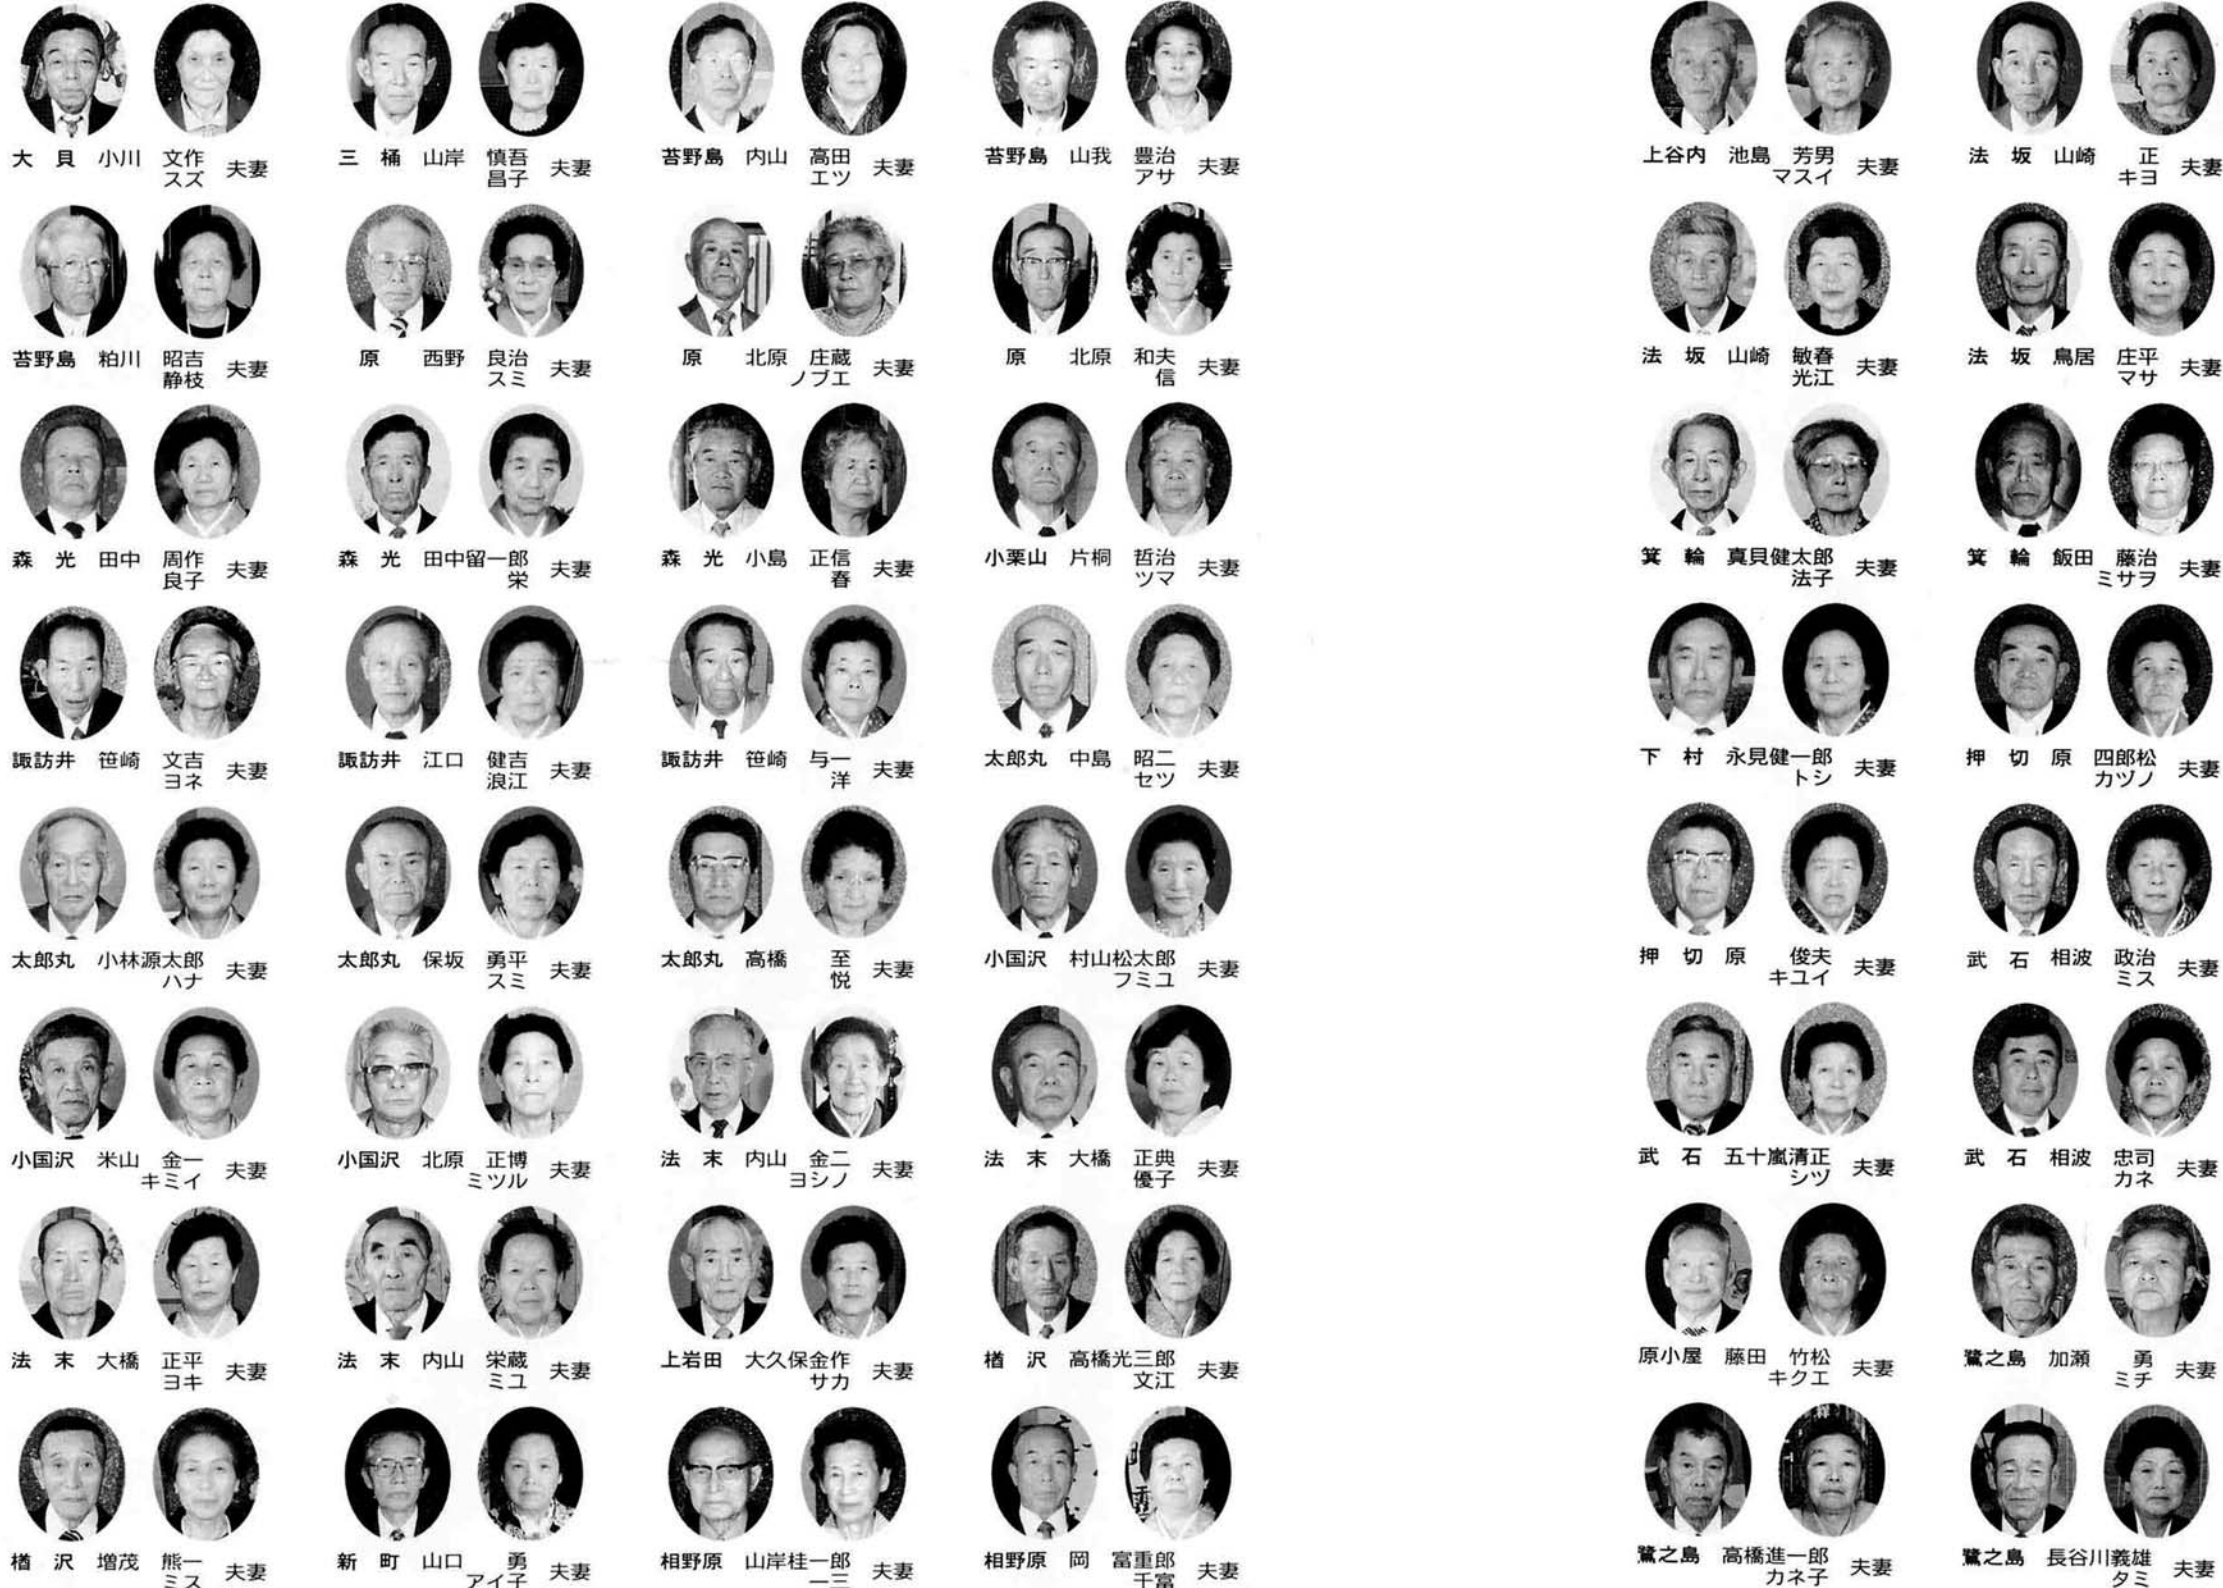 大貝 小川 文作 スズ 夫妻
三桶 山岸 慎吾 昌子 夫妻
苔野島 内山 高田 エツ 夫妻
苔野島 山我 豊治 アサ 夫妻
上谷内 池島 芳男 マスイ 夫妻
法坂 山崎 正 キヨ 夫妻
苔野島 粕川 昭吉 静枝 夫妻
原 西野 良治 スミ 夫妻
原 北原 庄蔵 ノブエ 夫妻
原 北原 和夫 信 夫妻
法坂 山崎 敏春 光江 夫妻
法坂 鳥居 庄平 マサ 夫妻
森光 田中 周作 良子 夫妻
森光 田中留一郎 栄 夫妻
森光 小島 正信 春 夫妻
小栗山 片桐 哲治 ツマ 夫妻
箕輪 真貝健太郎 法子 夫妻
箕輪 飯田 藤治 ミサヲ 夫妻
諏訪井 笹崎 文吉 ヨネ 夫妻
諏訪井 江口 健吉 浪江 夫妻
諏訪井 笹崎 与一 洋 夫妻
太郎丸 中島 昭二 セツ 夫妻
下村 永見健一郎 トシ 夫妻
押切 原 四郎松 カヅノ 夫妻
太郎丸 小林源太郎 ハナ 夫妻
太郎丸 保坂 勇平 スミ 夫妻
太郎丸 高橋 至 悦 夫妻
小国沢 村山松太郎 フミユ 夫妻
押切 原 俊夫 キユイ 夫妻
武石 相波 政治 ミス 夫妻
小国沢 米山 金一 キミイ 夫妻
小国沢 北原 正博 ミツル 夫妻
法末 内山 金二 ヨシノ 夫妻
法末 大橋 正典 優子 夫妻
武石 五十嵐清正 シヅ 夫妻
武石 相波 忠司 カネ 夫妻
法末 大橋 正平 ヨキ 夫妻
法末 内山 栄蔵 ミユ 夫妻
上岩田 大久保金作 サカ 夫妻
楢沢 高橋光三郎 文江 夫妻
原小屋 藤田 竹松 キクエ 夫妻
鷺之島 加瀬 勇 ミチ 夫妻
楢沢 増茂 熊一 ミス 夫妻
新町 山口 勇 アイ子 夫妻
相野原 山岸桂一郎 一三 夫妻
相野原 岡 富重郎 千富 夫妻
鷺之島 高橋進一郎 カネ子 夫妻
鷺之島 長谷川義雄 タミ 夫妻